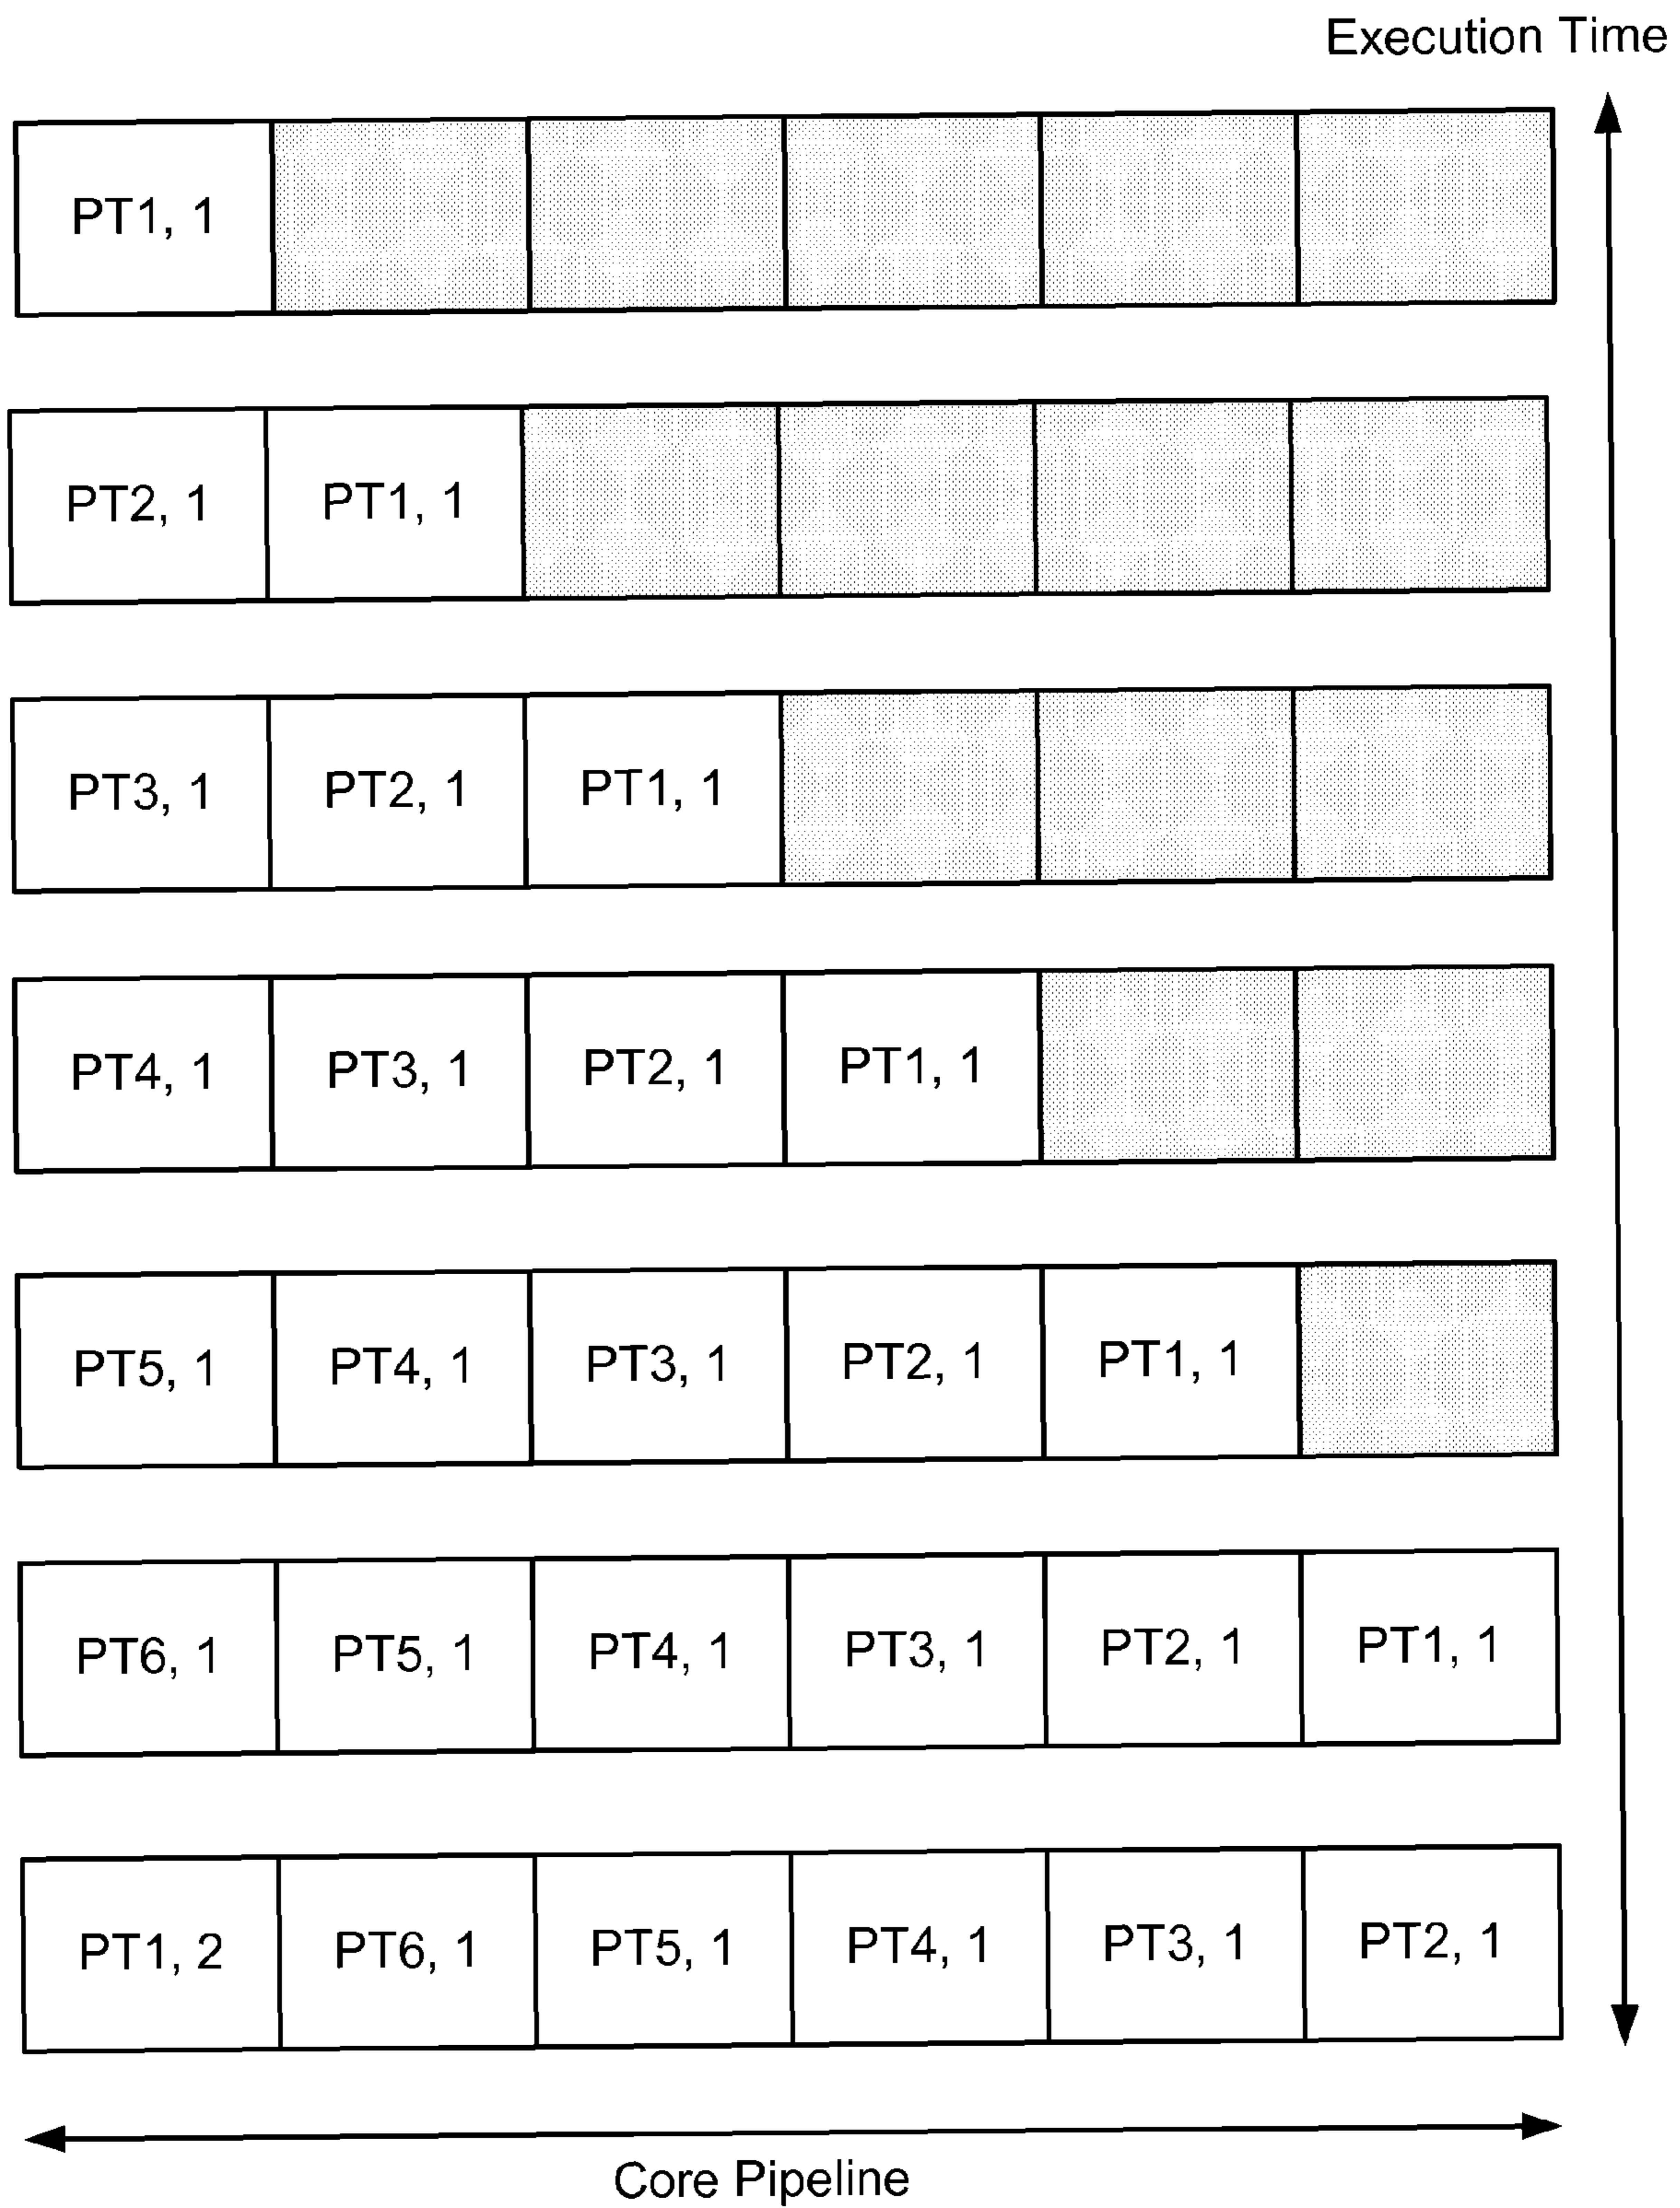 Execution Time
PT1, 1
PT2, 1 PT1, 1
PT3, 1 PT2, 1 PT1, 1
PT4, 1 PT3, 1 PT2, 1 PT1, 1
PT5, 1 PT4, 1 PT3, 1 PT2, 1 PT1, 1
PT6, 1 PT5, 1 PT4, 1 PT3, 1 PT2, 1 PT1, 1
PT1, 2 PT6, 1 PT5, 1 PT4, 1 PT3, 1 PT2, 1
Core Pipeline